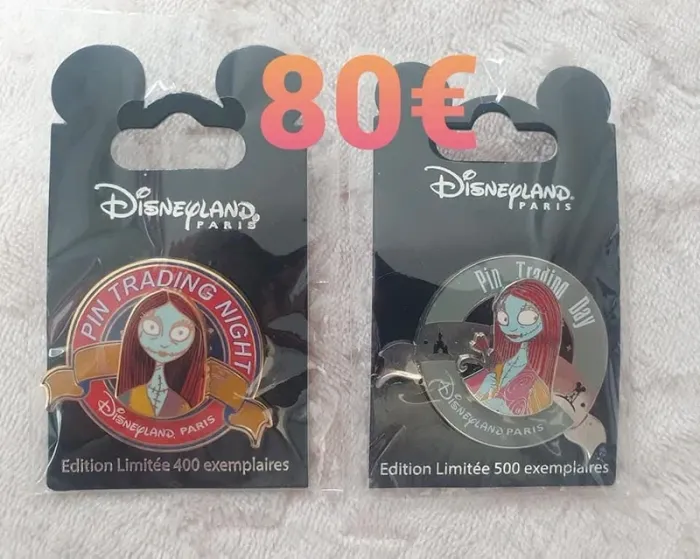 80€
DISNEYLAND®
PARIS
PIN TRADING NIGHT
DISNEYLAND PARIS
Edition Limitée 400 exemplaires
DISNEYLAND®
PARIS
Pin Trading Day
DISNEYLAND PARIS
Edition Limitée 500 exemplaires